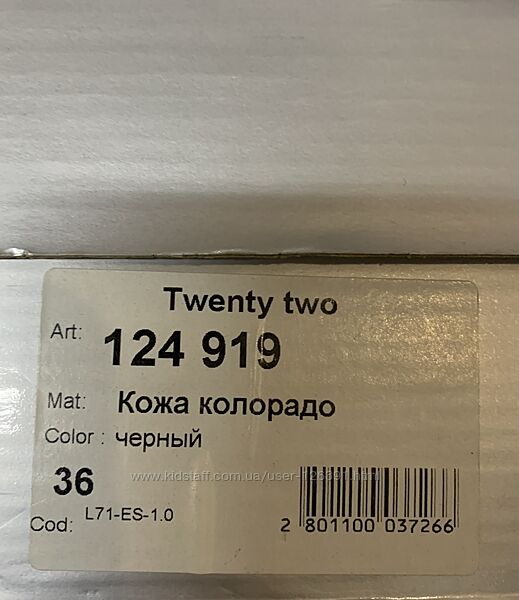 Twenty two
Art: 124 919
Mat: Кожа колорадо
Color : черный
36
Cod: L71-ES-1.0
2 801100 037266